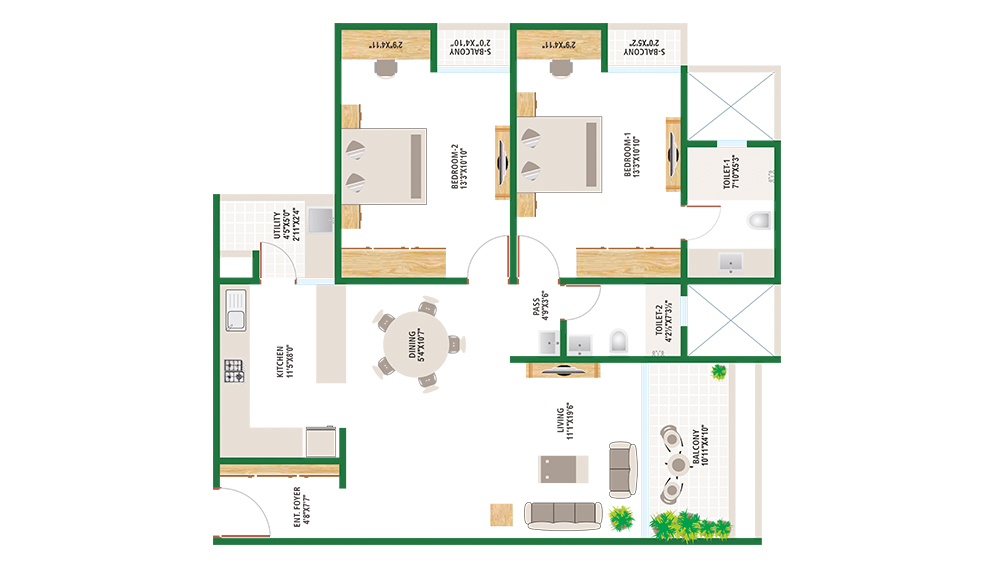 2'9"X4'11"
S-BALCONY
2'0"X4'10"
2'9"X4'11"
S-BALCONY
2'0"X5'2"
BEDROOM-2
13'3"X10'10"
BEDROOM-1
13'3"X10'10"
TOILET-1
7'10"X5'3"
UTILITY
4'5"X5'0"
2'11"X2'4"
PASS
4'9"X3'6"
TOILET-2
4'2½"X7'3½"
KITCHEN
11'5"X8'0"
DINING
5'4"X10'7"
LIVING
11'1"X19'6"
BALCONY
10'11"X4'10"
ENT. FOYER
4'8"X7'7"